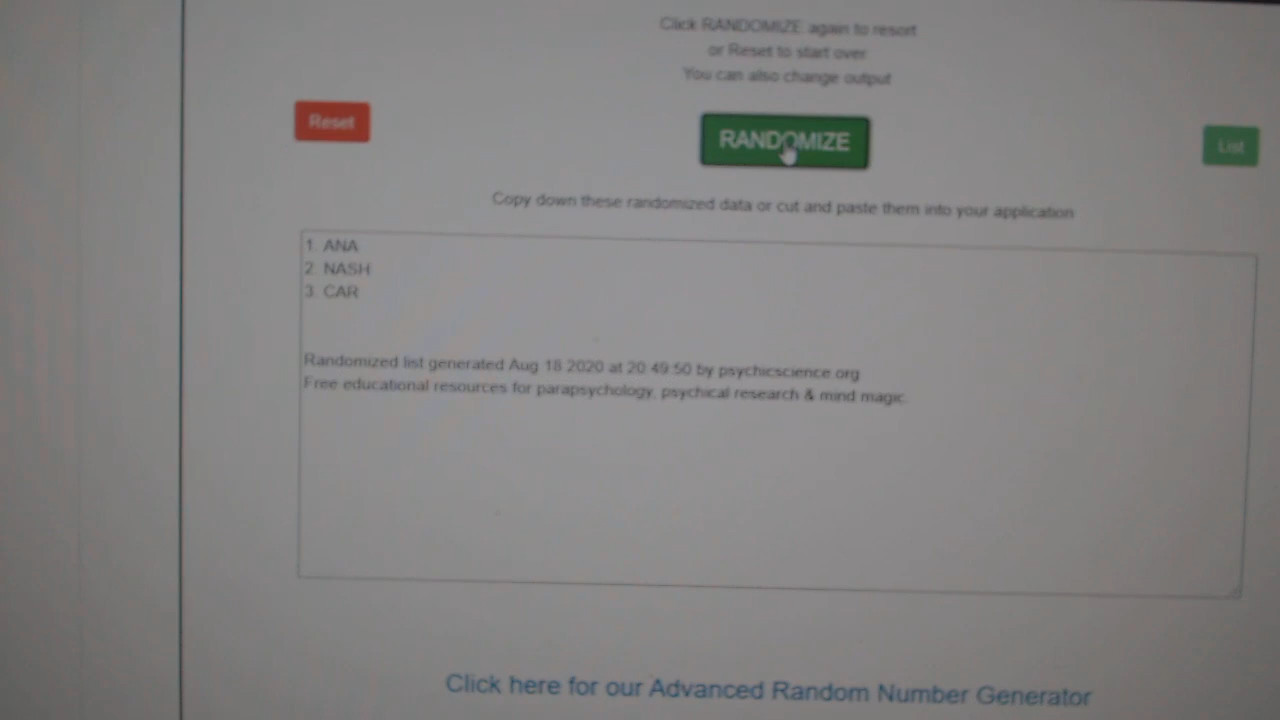 Click RANDOMIZE again to resort
or Reset to start over
You can also change output
Reset
RANDOMIZE
List
Copy down these randomized data or cut and paste them into your application
1. ANA
2. NASH
3. CAR
Randomized list generated Aug 18 2020 at 20:49:50 by psychicscience.org
Free educational resources for parapsychology, psychical research & mind magic.
Click here for our Advanced Random Number Generator